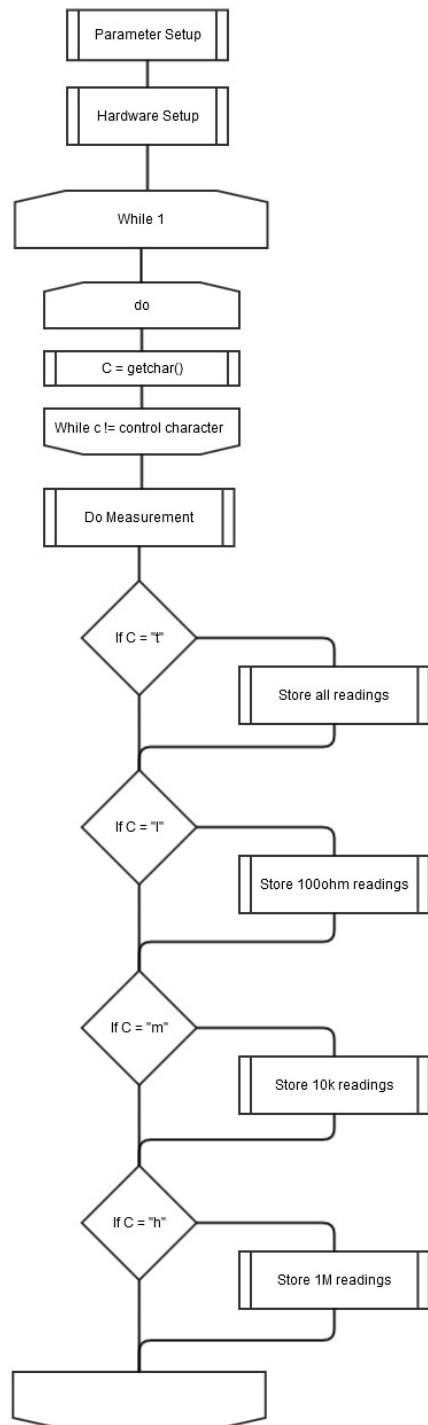 Parameter Setup
Hardware Setup
While 1
do
C = getchar()
While c != control character
Do Measurement
If C = "t"
Store all readings
If C = "l"
Store 100ohm readings
If C = "m"
Store 10k readings
If C = "h"
Store 1M readings